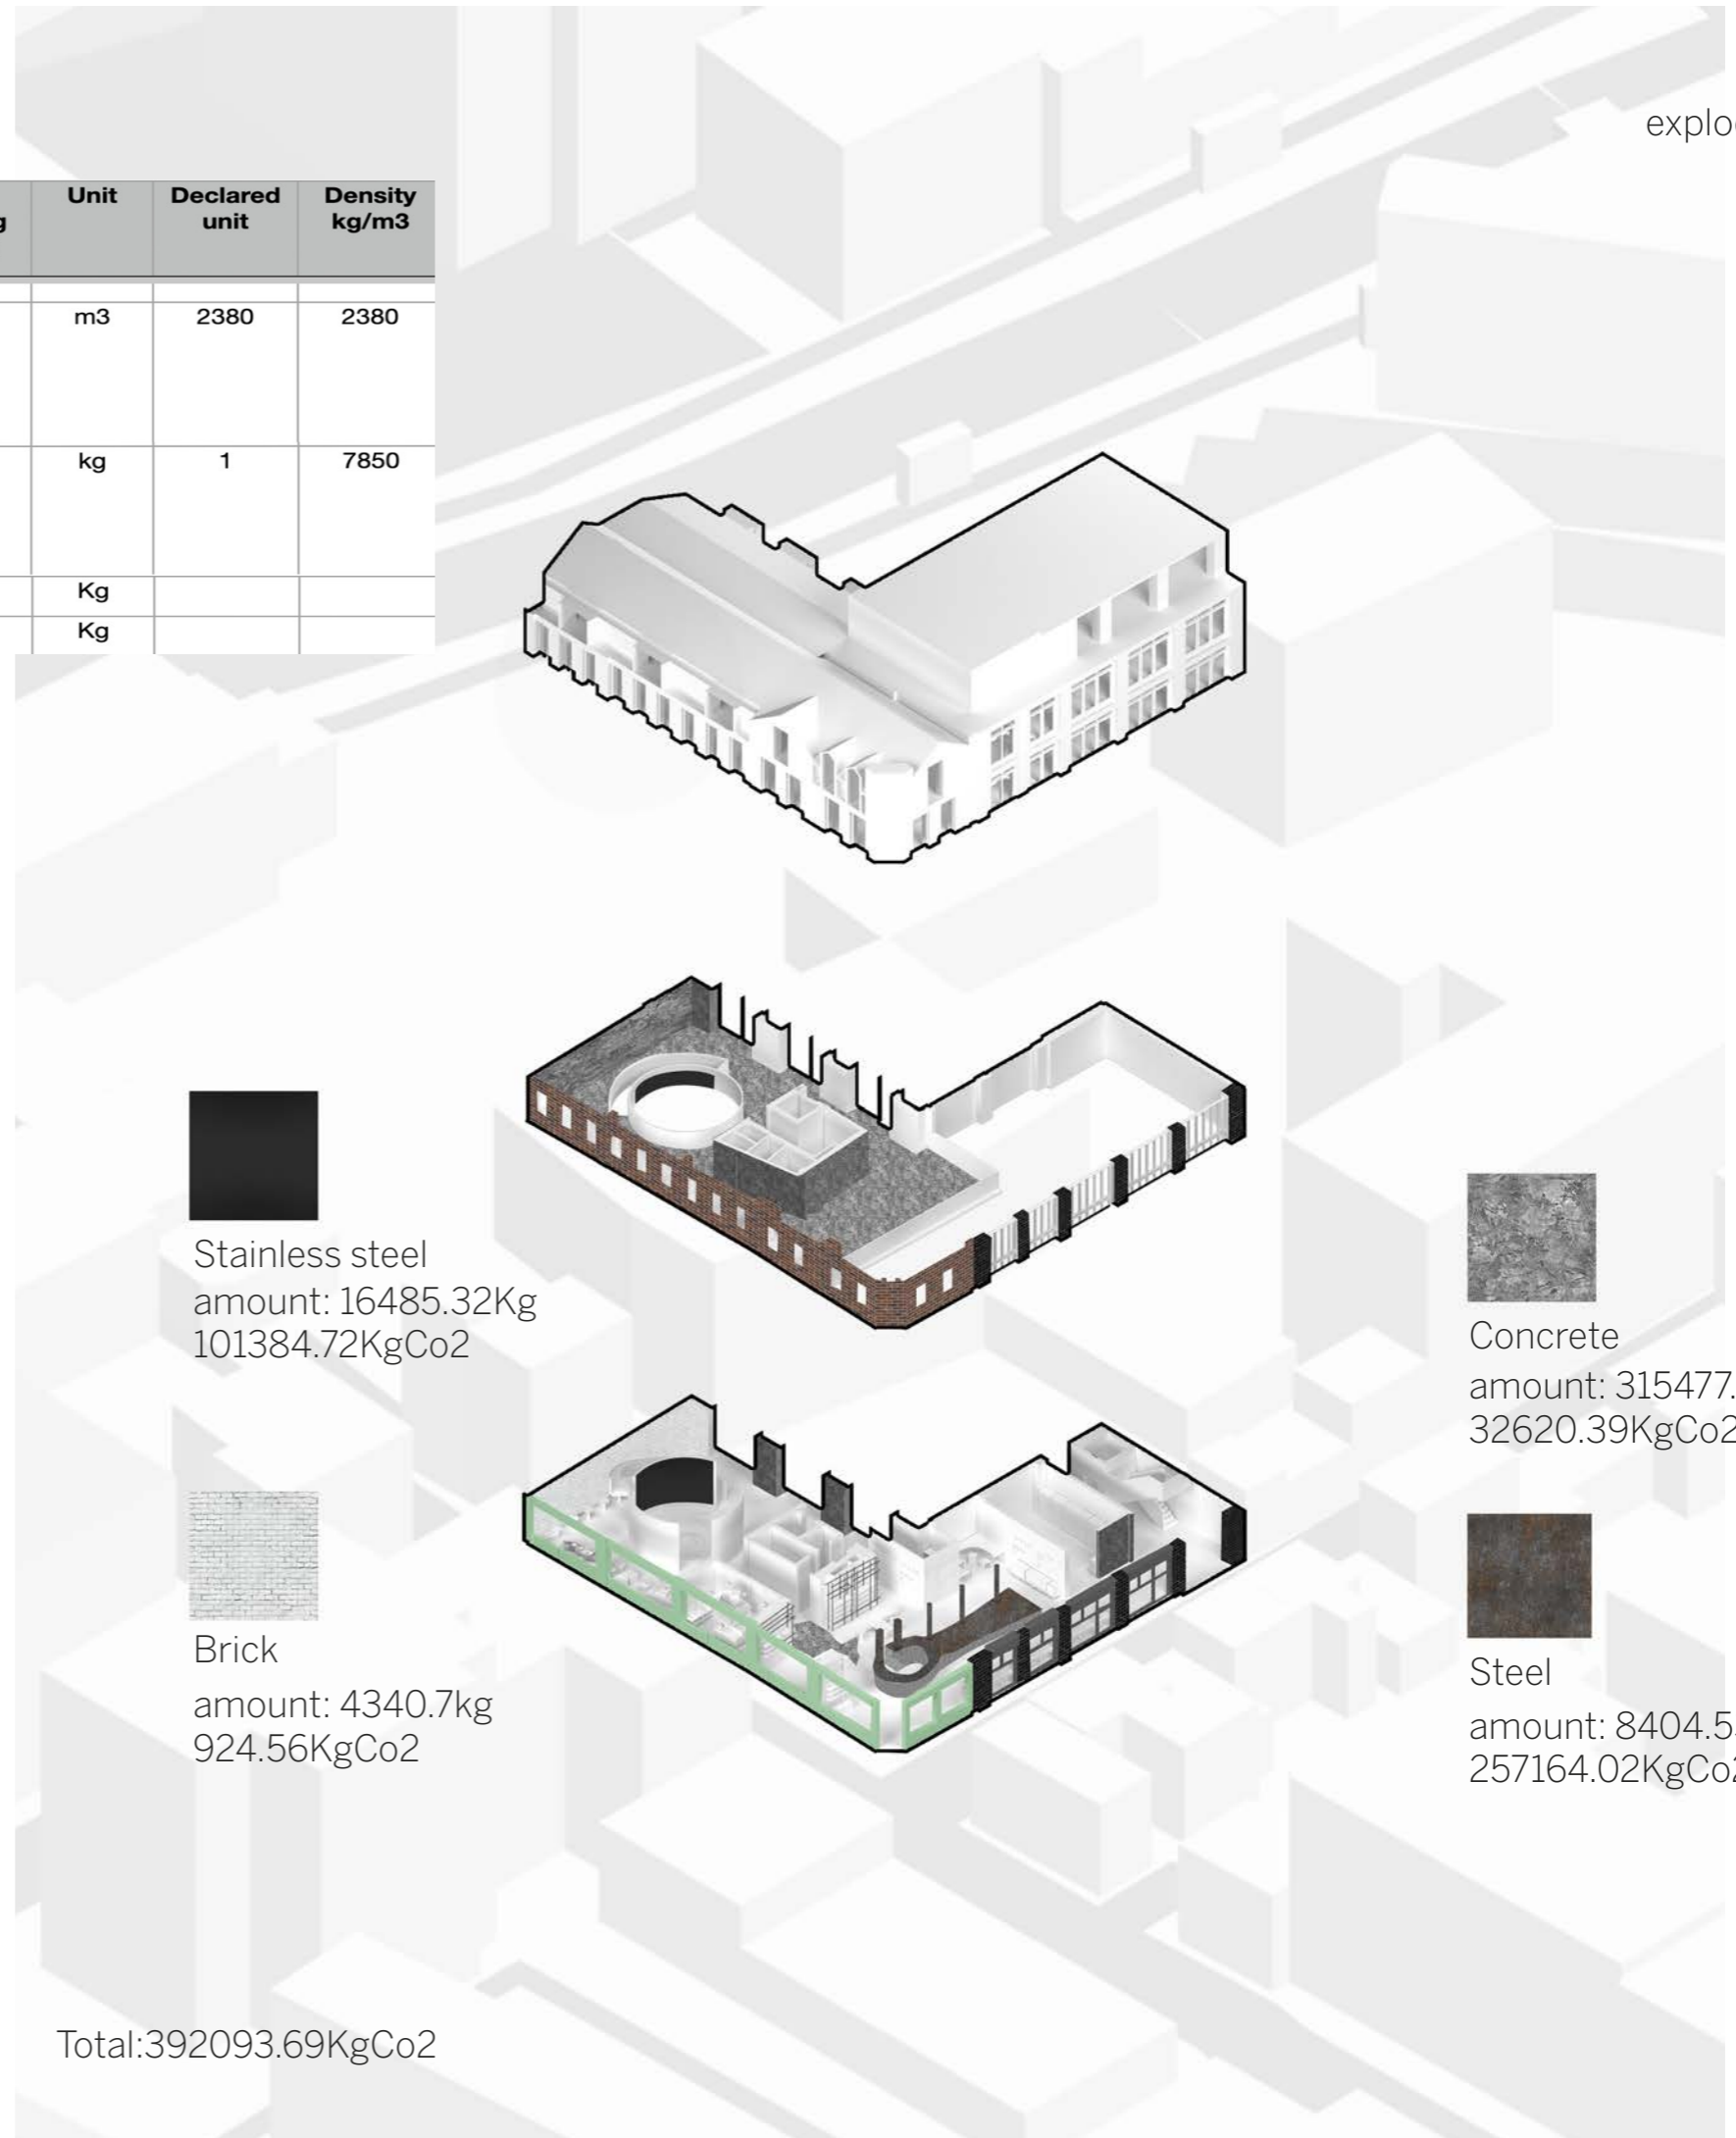 explo
g Unit Declared unit Density kg/m3
m3 2380 2380
kg 1 7850
Kg
Kg
Stainless steel
amount: 16485.32Kg
101384.72KgCo2
Concrete
amount: 315477.
32620.39KgCo2
Brick
amount: 4340.7kg
924.56KgCo2
Steel
amount: 8404.5
257164.02KgCo2
Total:392093.69KgCo2